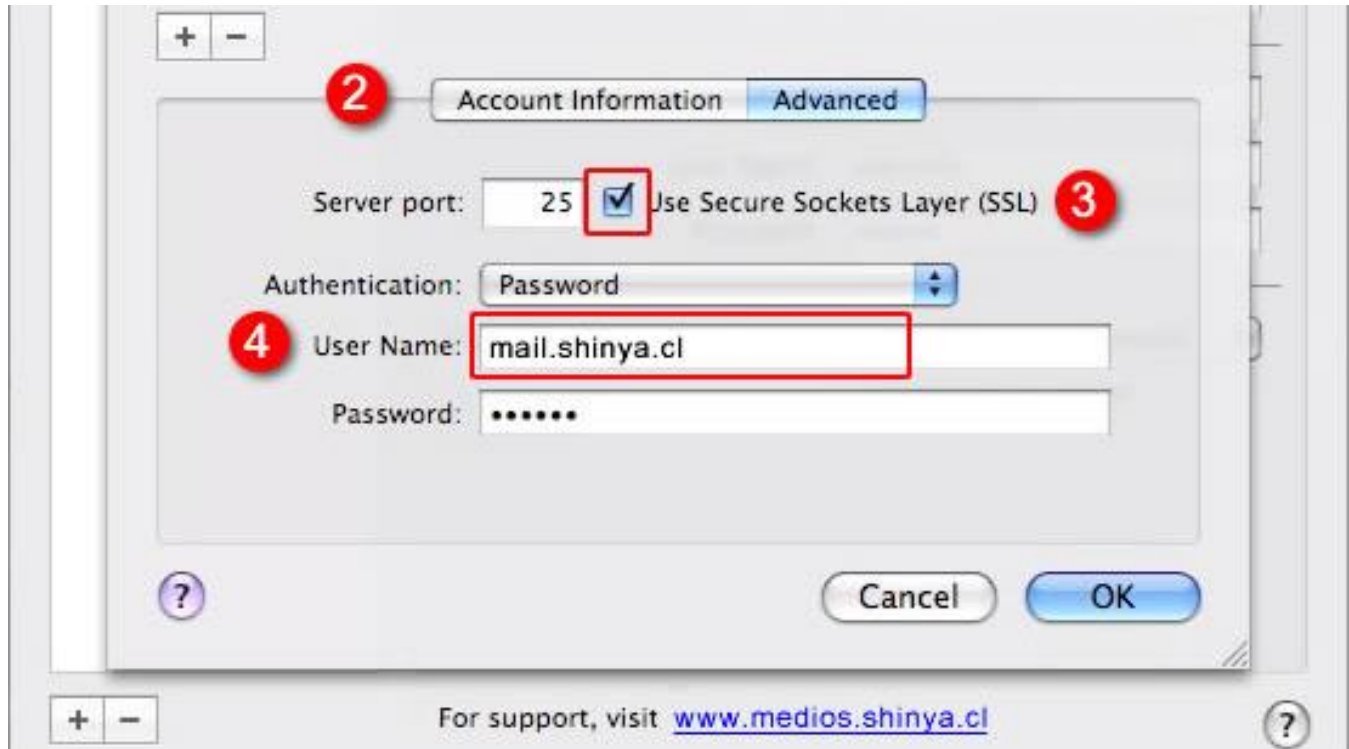 + −
2 Account Information Advanced
Server port: 25 Use Secure Sockets Layer (SSL) 3
Authentication: Password
4 User Name: mail.shinya.cl
Password: ••••••
? Cancel OK
+ − For support, visit www.medios.shinya.cl ?